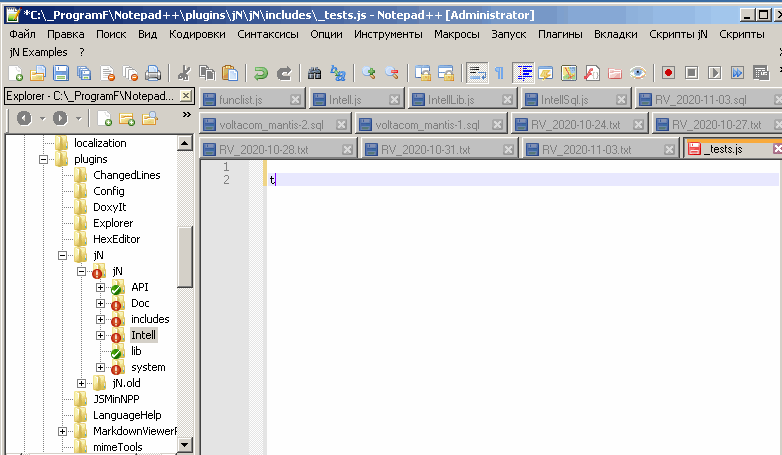 *C:\_ProgramF\Notepad++\plugins\jN\jN\includes\_tests.js - Notepad++ [Administrator]
Файл Правка Поиск Вид Кодировки Синтаксисы Опции Инструменты Макросы Запуск Плагины Вкладки Скрипты jN Скрипты
jN Examples ?
Explorer - C:\_ProgramF\Notepad...
funclist.js Intell.js IntellLib.js IntellSql.js RV_2020-11-03.sql
voltacom_mantis-2.sql voltacom_mantis-1.sql RV_2020-10-24.txt RV_2020-10-27.txt
RV_2020-10-28.txt RV_2020-10-31.txt RV_2020-11-03.txt _tests.js
localization
plugins
ChangedLines
Config
DoxyIt
Explorer
HexEditor
jN
jN
API
Doc
includes
Intell
lib
system
jN.old
JSMinNPP
LanguageHelp
MarkdownViewerP
mimeTools
1
2 t